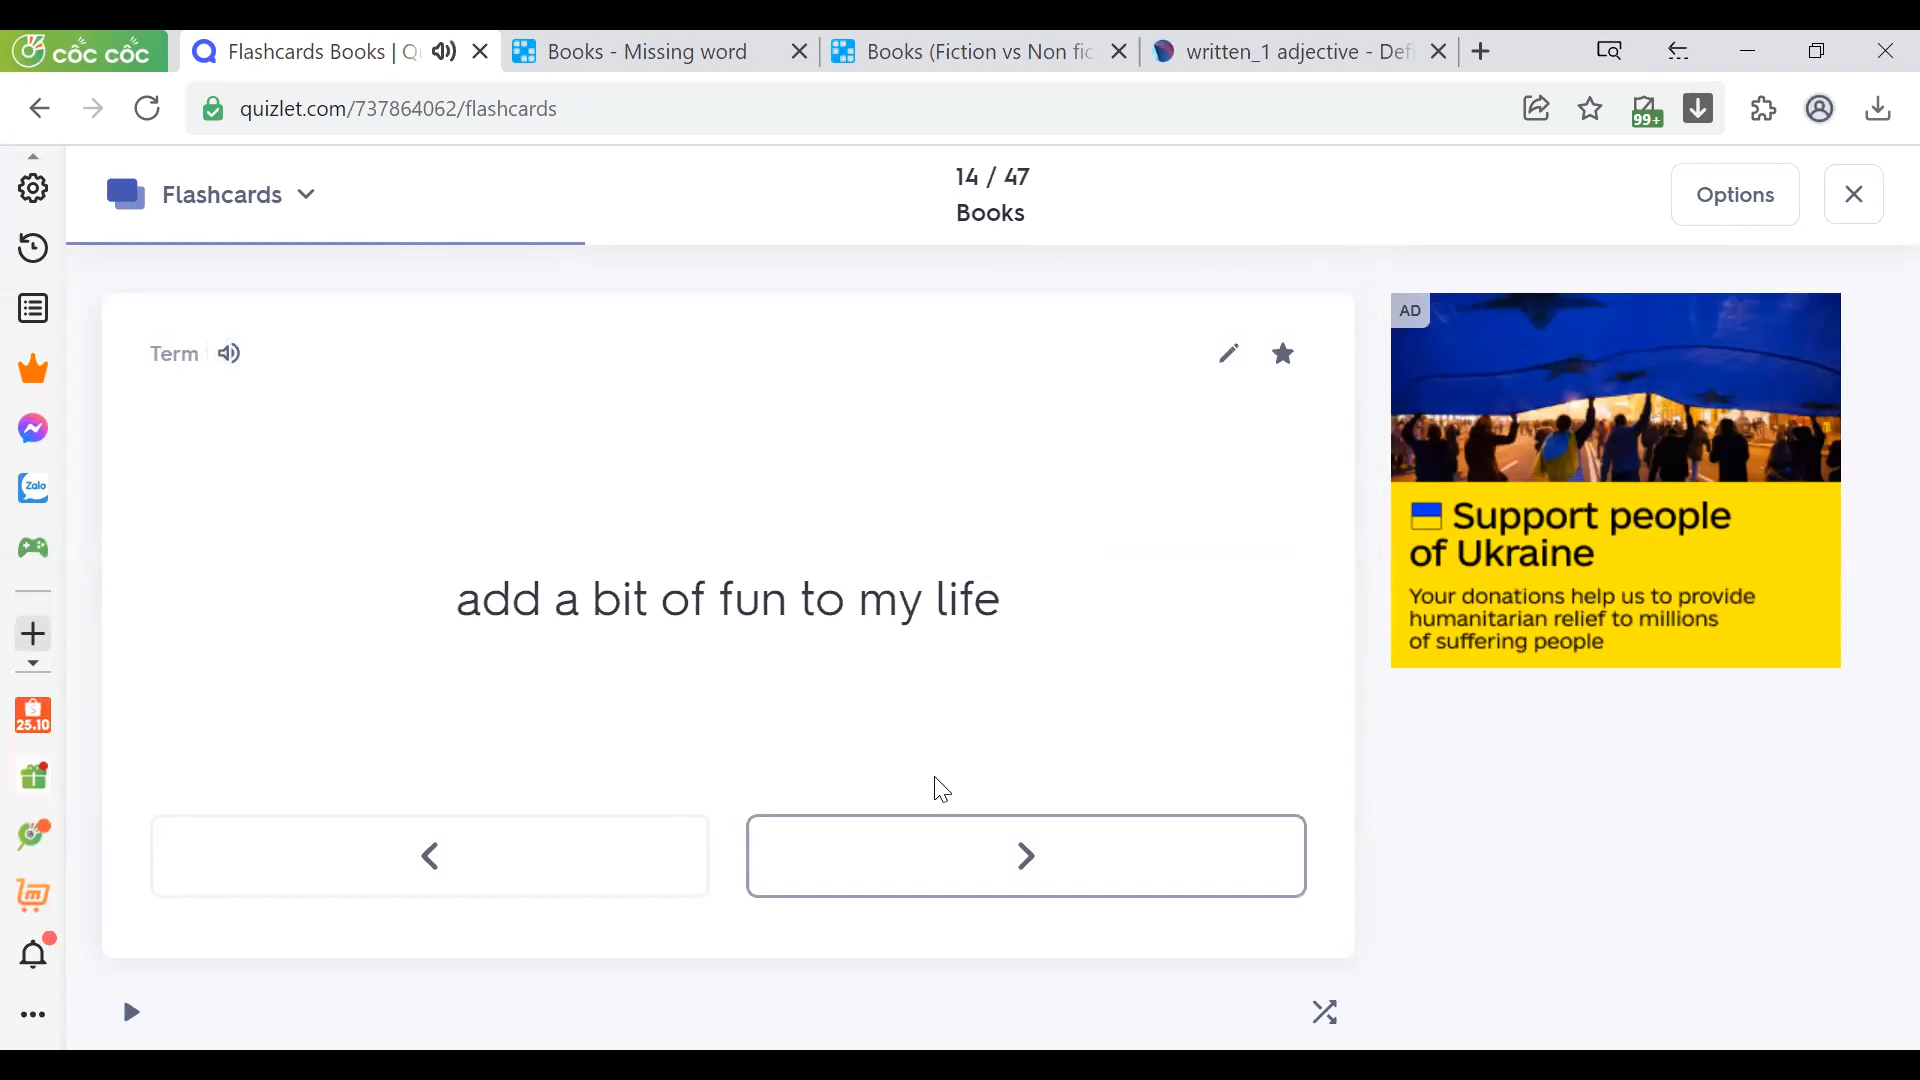 cốc cốc
Flashcards Books | Q
Books - Missing word
Books (Fiction vs Non fic
written_1 adjective - Def
quizlet.com/737864062/flashcards
99+
Flashcards
14 / 47
Books
Options
Term
add a bit of fun to my life
AD
Support people
of Ukraine
Your donations help us to provide
humanitarian relief to millions
of suffering people
Zalo
25.10